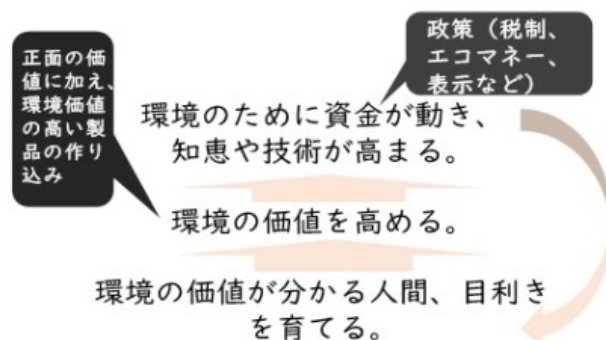 政策（税制、
エコマネー、
表示など）
正面の価
値に加え、
環境価値
の高い製
品の作り
込み
環境のために資金が動き、
知恵や技術が高まる。
環境の価値を高める。
環境の価値が分かる人間、目利き
を育てる。